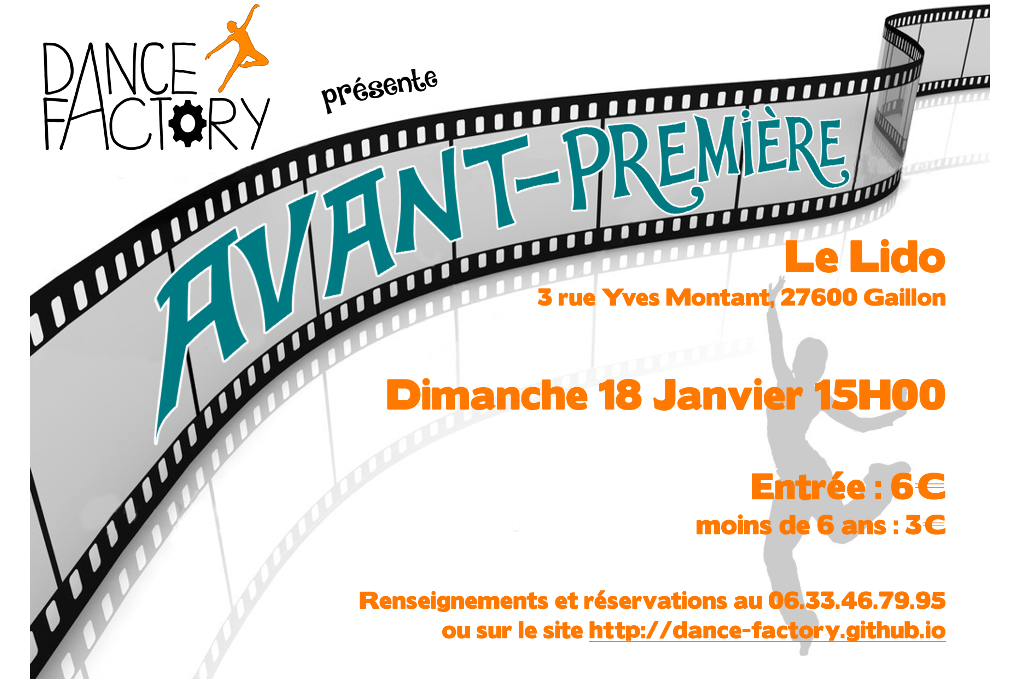 DANCE
FACTORY
présente
AVANT-PREMIÈRE
Le Lido
3 rue Yves Montant, 27600 Gaillon
Dimanche 18 Janvier 15H00
Entrée : 6€
moins de 6 ans : 3€
Renseignements et réservations au 06.33.46.79.95
ou sur le site http://dance-factory.github.io